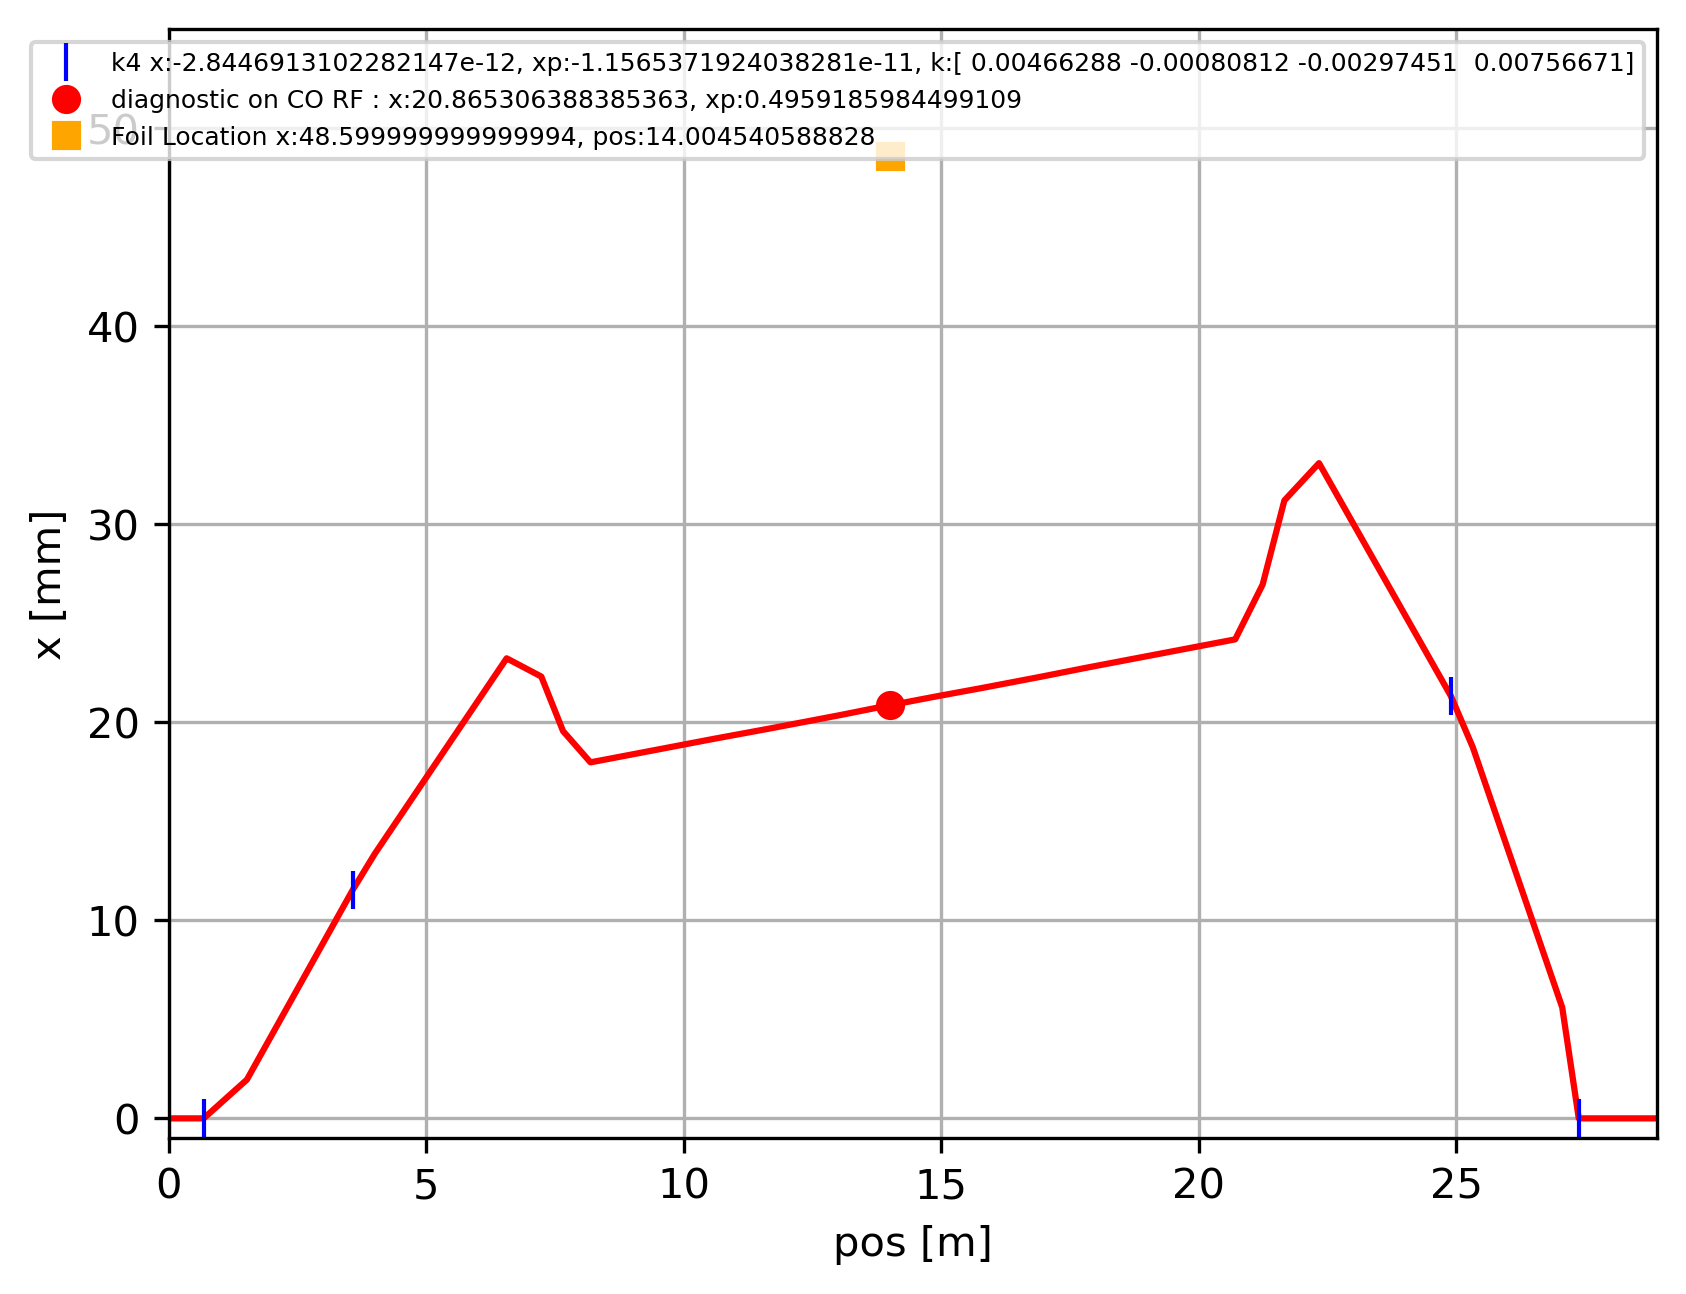 k4 x:-2.8446913102282147e-12, xp:-1.1565371924038281e-11, k:[ 0.00466288 -0.00080812 -0.00297451  0.00756671]
diagnostic on CO RF : x:20.865306388385363, xp:0.4959185984499109
Foil Location x:48.599999999999994, pos:14.004540588828
50
40
30
20
10
0
x [mm]
0 5 10 15 20 25
pos [m]